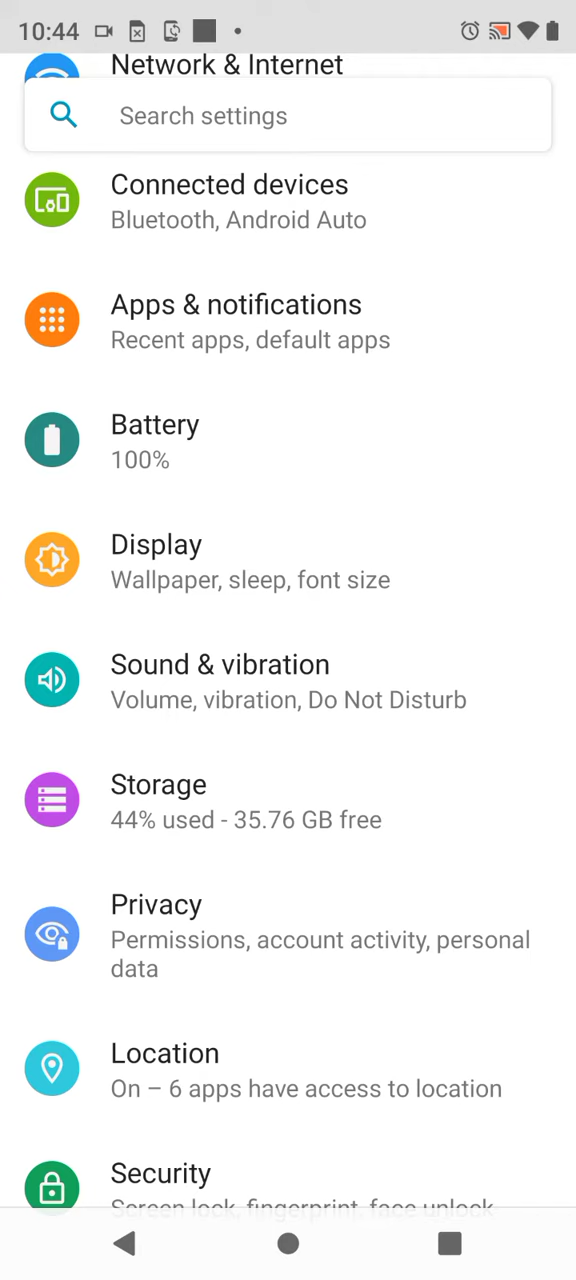 10:44
Network & Internet
Search settings
Connected devices
Bluetooth, Android Auto
Apps & notifications
Recent apps, default apps
Battery
100%
Display
Wallpaper, sleep, font size
Sound & vibration
Volume, vibration, Do Not Disturb
Storage
44% used - 35.76 GB free
Privacy
Permissions, account activity, personal
data
Location
On – 6 apps have access to location
Security
Screen lock, fingerprint, face unlock